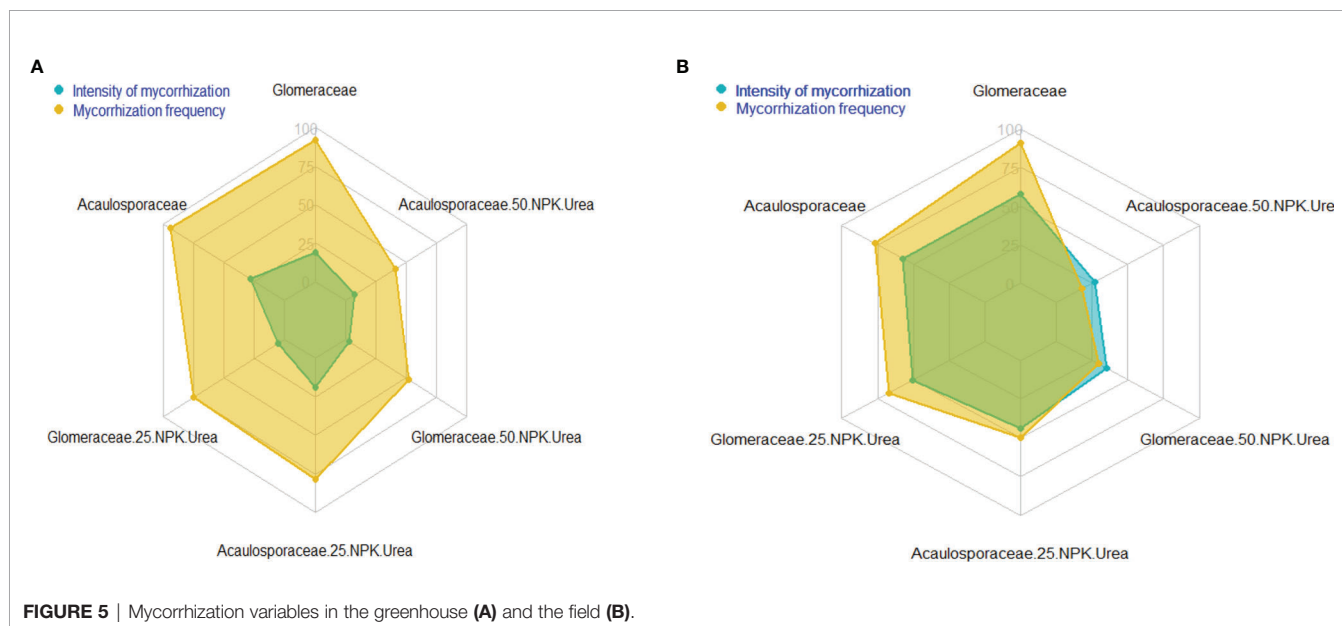 A
Intensity of mycorrhization
Mycorrhization frequency
Glomeraceae
100
75
50
25
0
Acaulosporaceae
Acaulosporaceae.50.NPK.Urea
Glomeraceae.25.NPK.Urea
Glomeraceae.50.NPK.Urea
Acaulosporaceae.25.NPK.Urea
B
Intensity of mycorrhization
Mycorrhization frequency
Glomeraceae
100
75
50
25
0
Acaulosporaceae
Acaulosporaceae.50.NPK.Ure
Glomeraceae.25.NPK.Urea
Glomeraceae.50.NPK.Urea
Acaulosporaceae.25.NPK.Urea
FIGURE 5 | Mycorrhization variables in the greenhouse (A) and the field (B).